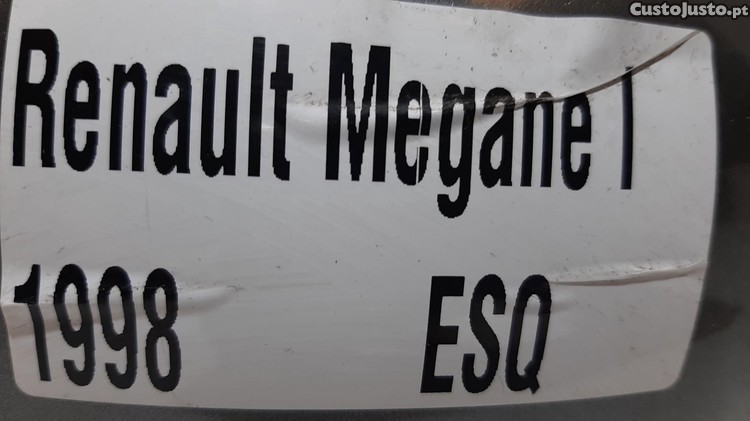 CustoJusto.pt
Renault Megane I
1998 ESQ